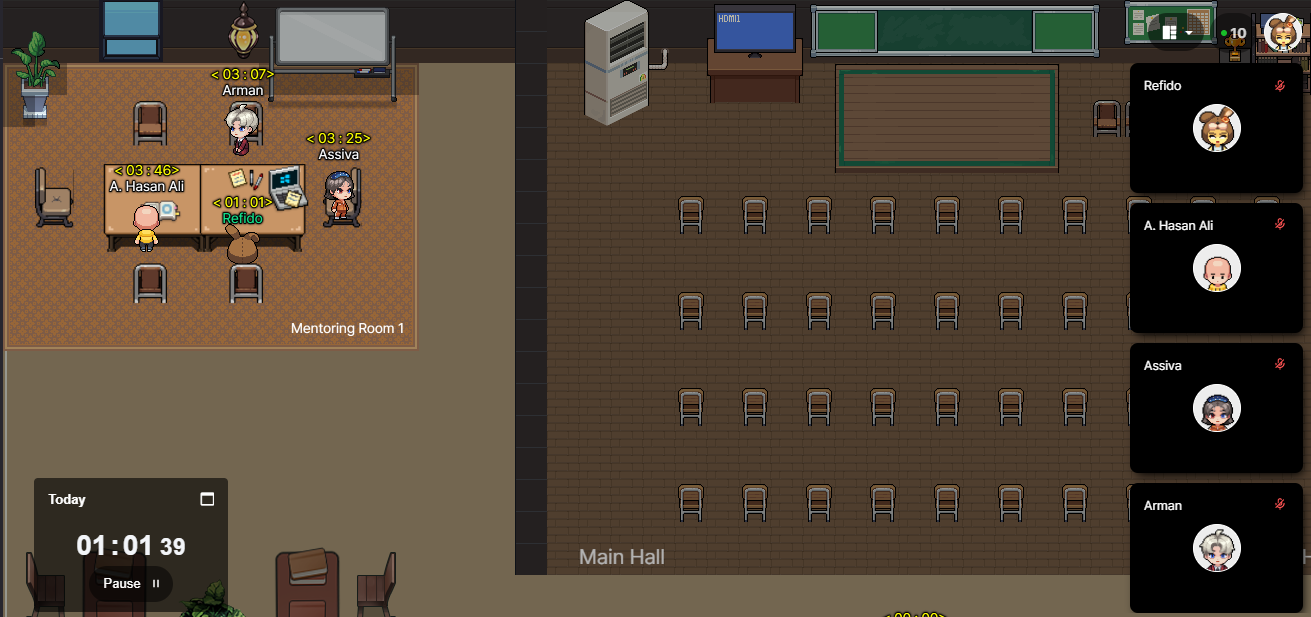 HDMI1
10
< 03 : 07>
Arman
< 03 : 25>
Assiva
< 03 : 46>
A. Hasan Ali
< 01 : 01>
Refido
Mentoring Room 1
Main Hall
Today
01:01 39
Pause
Refido
A. Hasan Ali
Assiva
Arman